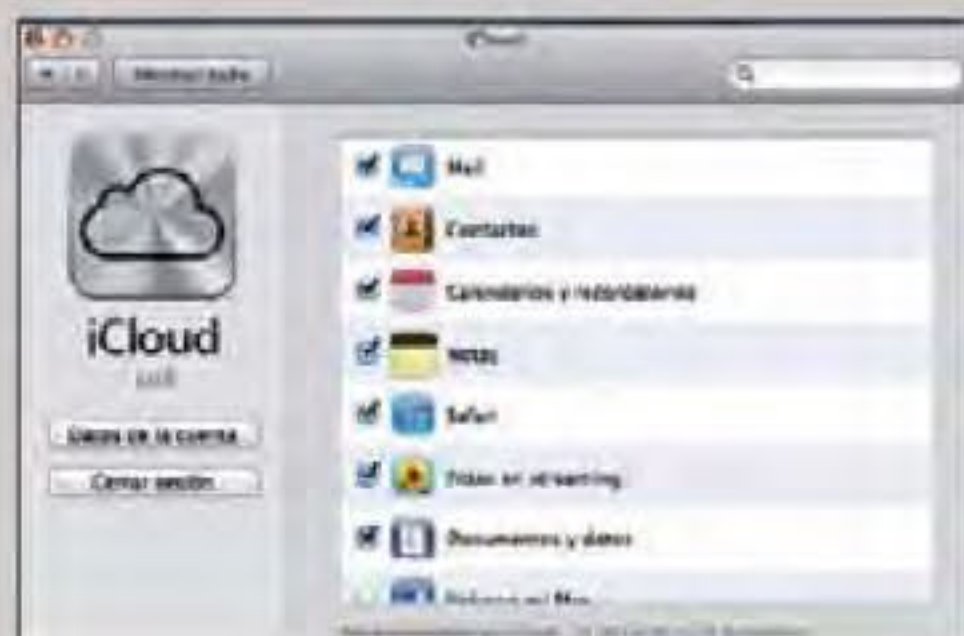 iCloud
Mostrar todo
Mail
Contactos
Calendarios y recordatorios
Notas
iCloud
Safari
Datos de la cuenta
Fotos en streaming
Cerrar sesión
Documentos y datos
Mac